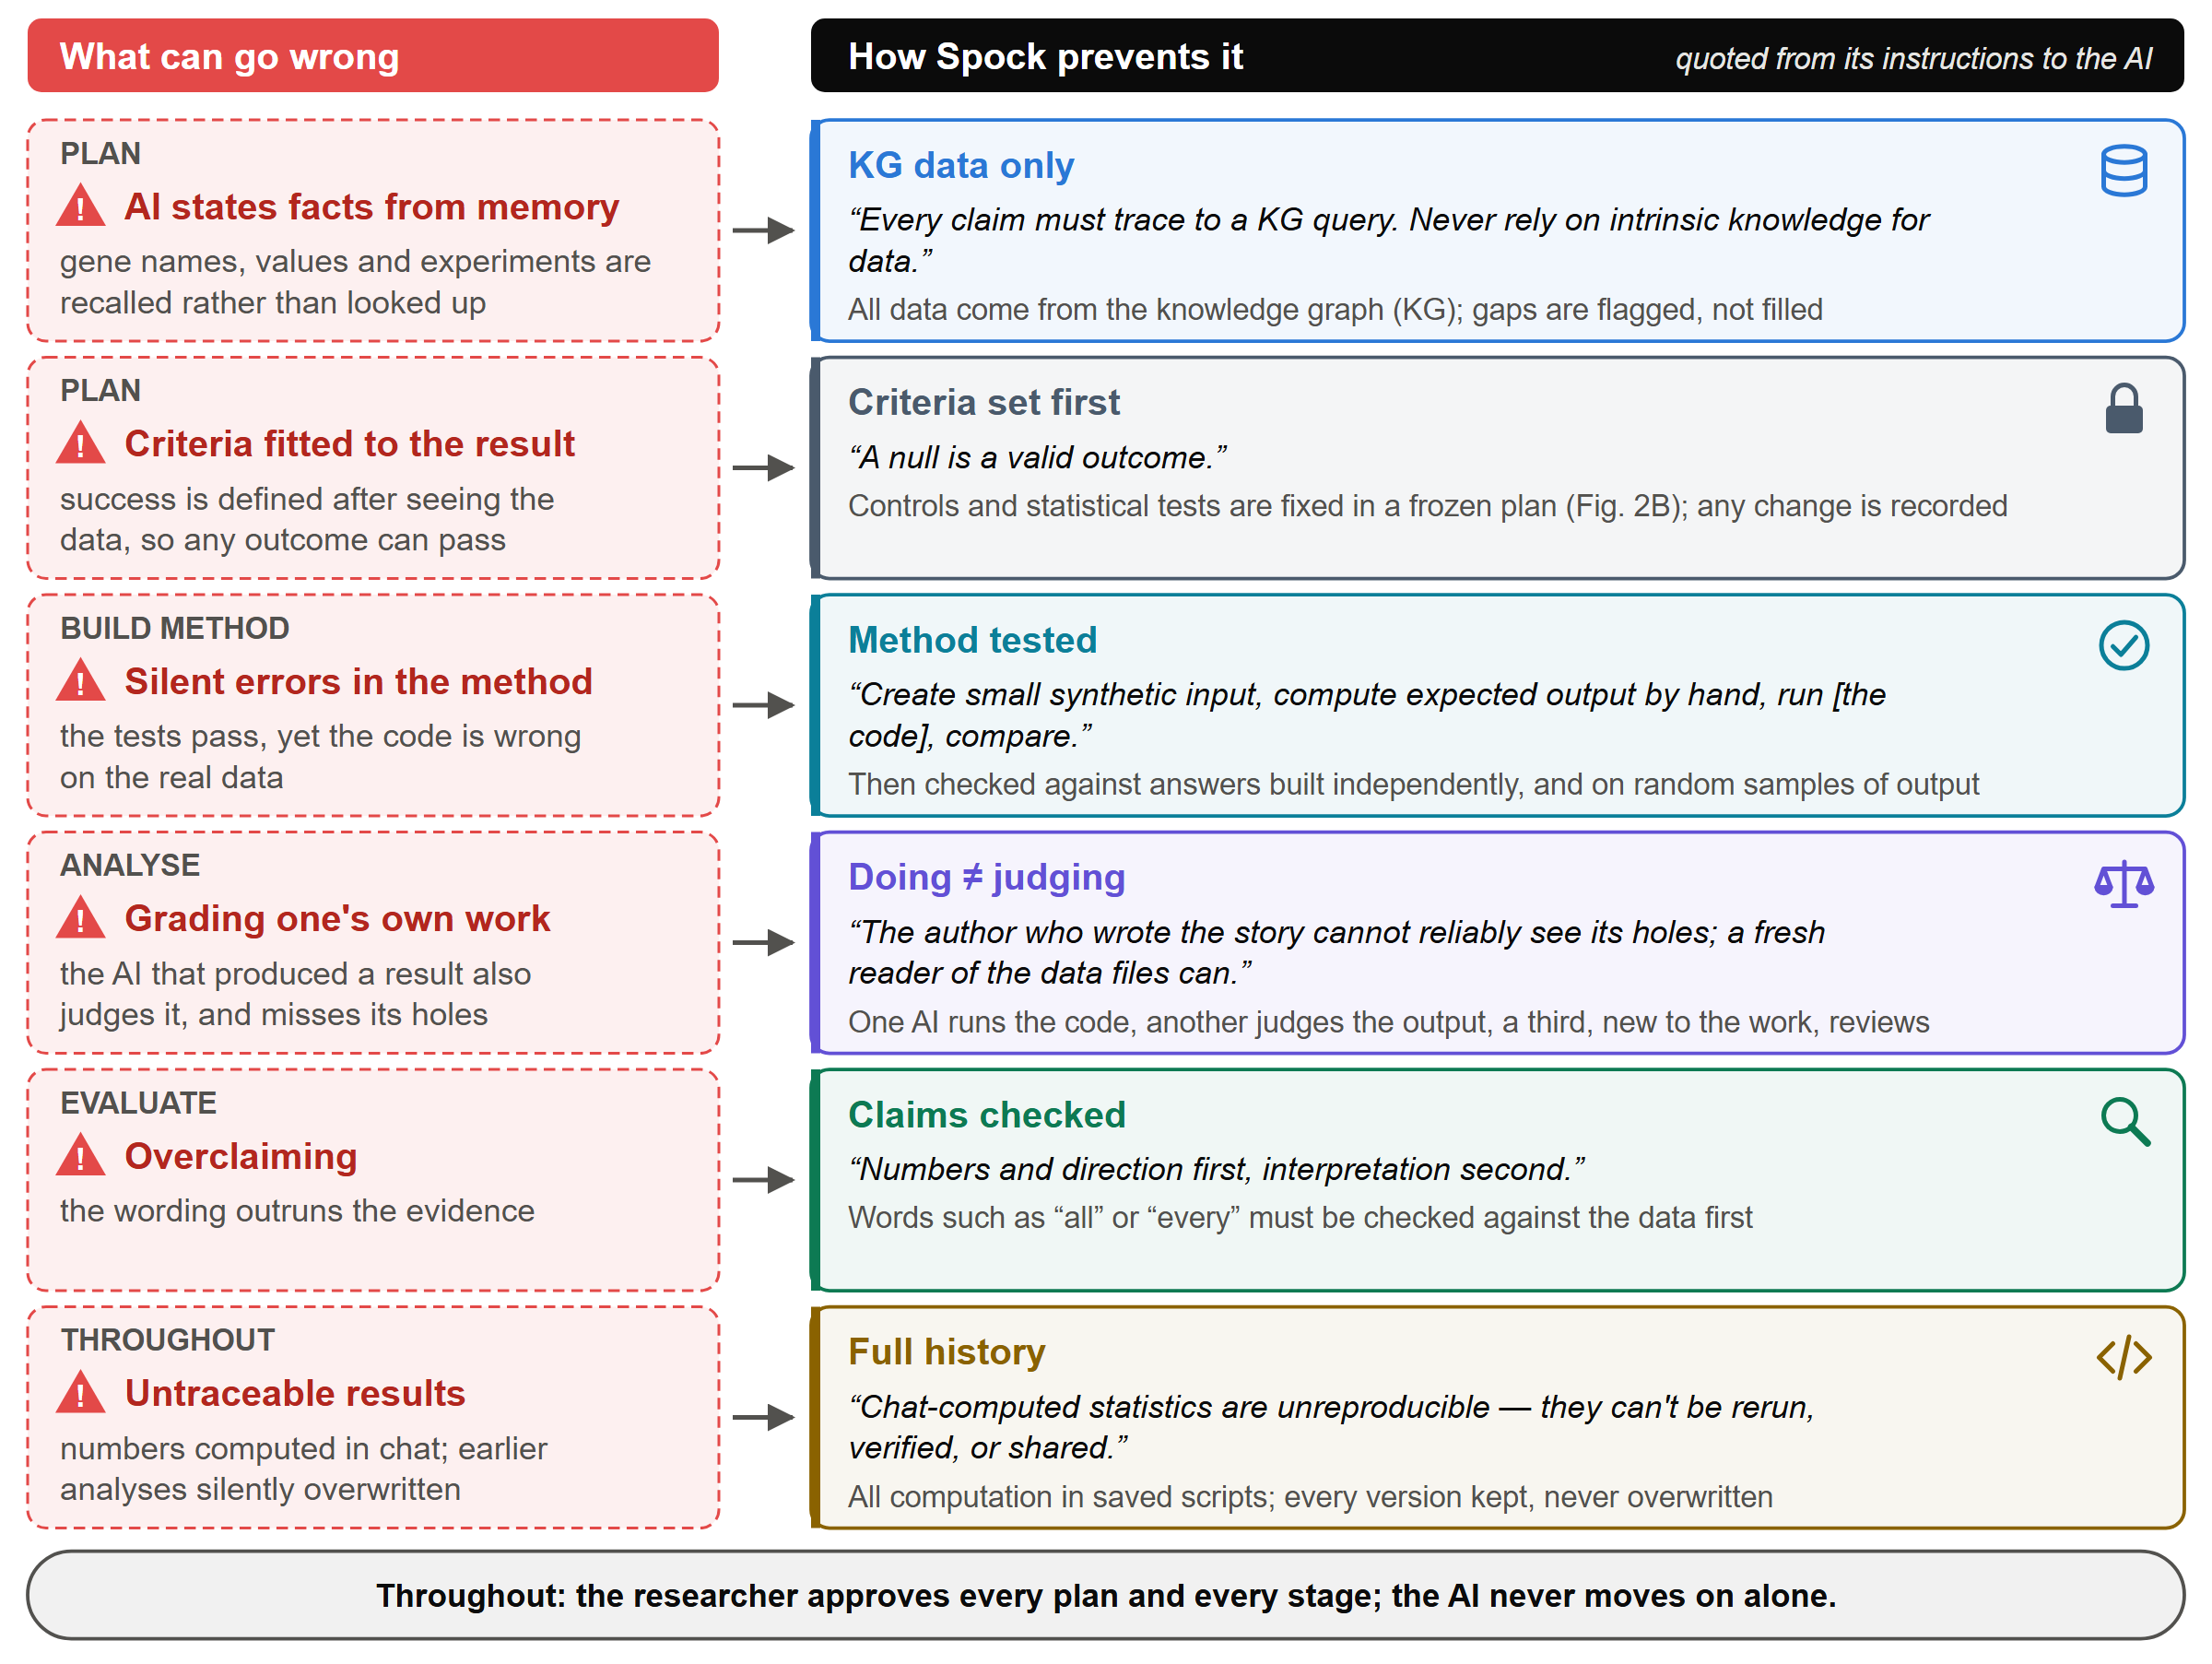 What can go wrong
How Spock prevents it
quoted from its instructions to the AI
PLAN
! AI states facts from memory
gene names, values and experiments are
recalled rather than looked up
KG data only
“Every claim must trace to a KG query. Never rely on intrinsic knowledge for
data.”
All data come from the knowledge graph (KG); gaps are flagged, not filled
PLAN
! Criteria fitted to the result
success is defined after seeing the
data, so any outcome can pass
Criteria set first
“A null is a valid outcome.”
Controls and statistical tests are fixed in a frozen plan (Fig. 2B); any change is recorded
BUILD METHOD
! Silent errors in the method
the tests pass, yet the code is wrong
on the real data
Method tested
“Create small synthetic input, compute expected output by hand, run [the
code], compare.”
Then checked against answers built independently, and on random samples of output
ANALYSE
! Grading one's own work
the AI that produced a result also
judges it, and misses its holes
Doing ≠ judging
“The author who wrote the story cannot reliably see its holes; a fresh
reader of the data files can.”
One AI runs the code, another judges the output, a third, new to the work, reviews
EVALUATE
! Overclaiming
the wording outruns the evidence
Claims checked
“Numbers and direction first, interpretation second.”
Words such as “all” or “every” must be checked against the data first
THROUGHOUT
! Untraceable results
numbers computed in chat; earlier
analyses silently overwritten
Full history
“Chat-computed statistics are unreproducible — they can't be rerun,
verified, or shared.”
All computation in saved scripts; every version kept, never overwritten
Throughout: the researcher approves every plan and every stage; the AI never moves on alone.